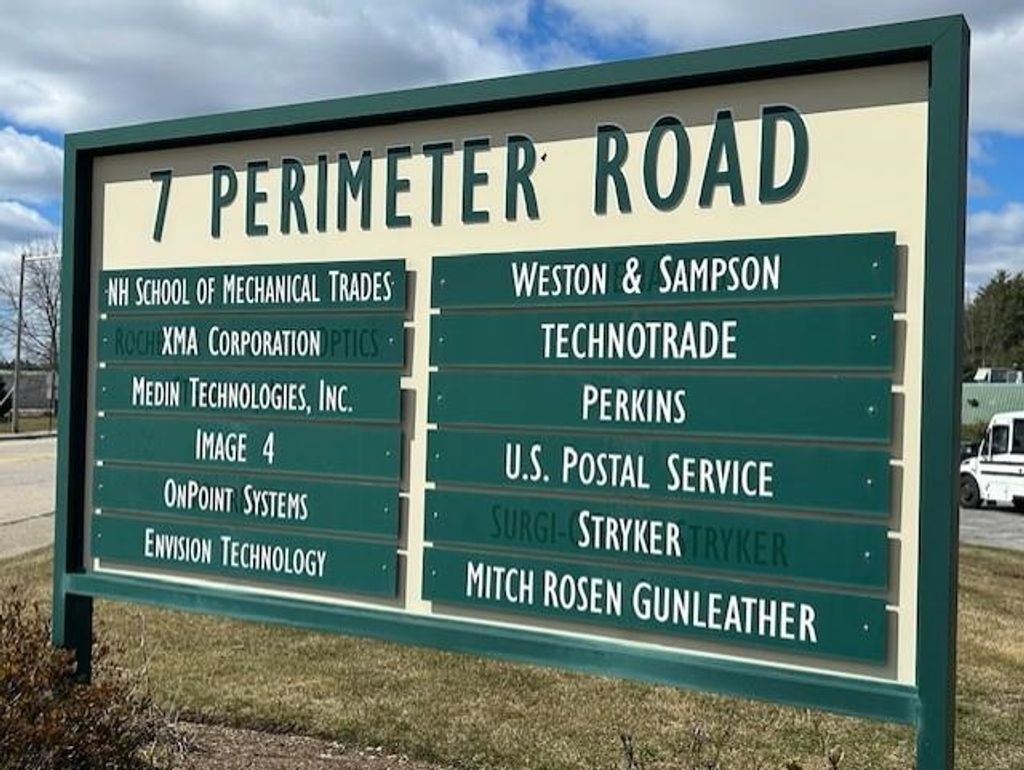 7 PERIMETER ROAD
NH SCHOOL OF MECHANICAL TRADES
XMA CORPORATION
MEDIN TECHNOLOGIES, INC.
IMAGE 4
ONPOINT SYSTEMS
ENVISION TECHNOLOGY
WESTON & SAMPSON
TECHNOTRADE
PERKINS
U.S. POSTAL SERVICE
STRYKER
MITCH ROSEN GUNLEATHER